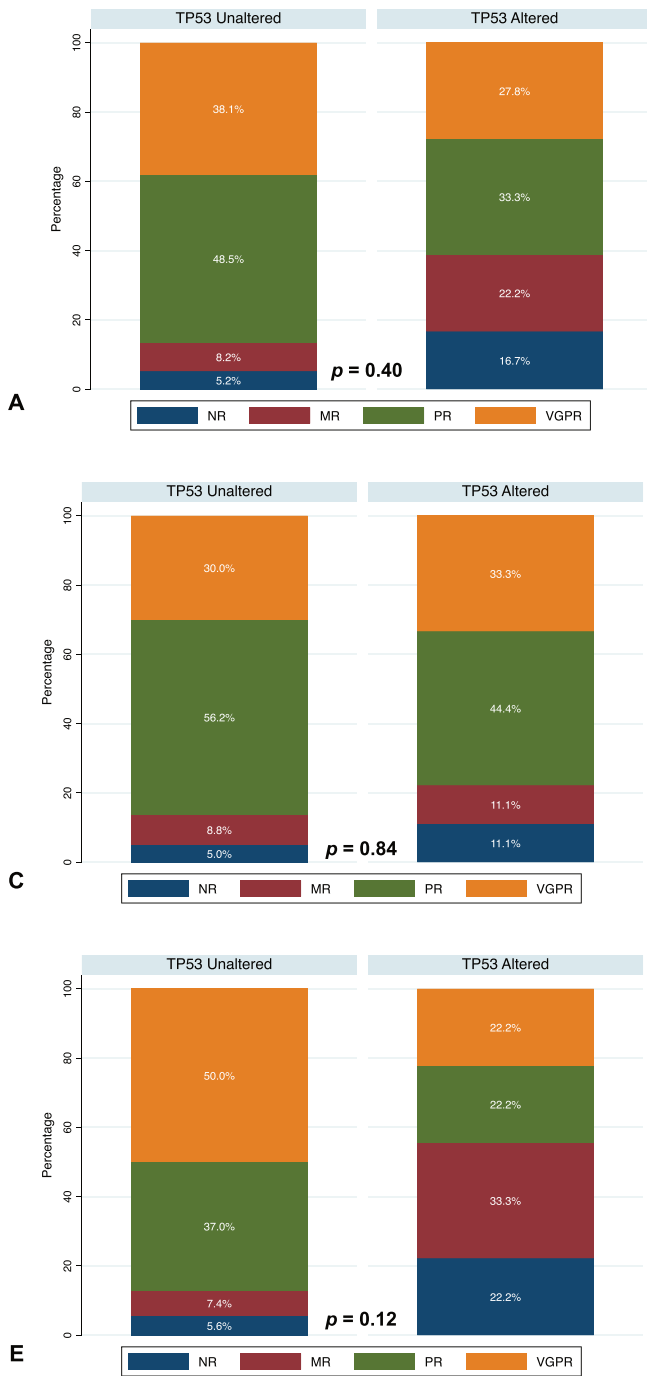 TP53 Unaltered TP53 Altered
100
80
60
40
20
0
Percentage
38.1%
48.5%
8.2%
5.2%
27.8%
33.3%
22.2%
16.7%
p = 0.40
A
NR MR PR VGPR
TP53 Unaltered TP53 Altered
100
80
60
40
20
0
Percentage
30.0%
56.2%
8.8%
5.0%
33.3%
44.4%
11.1%
11.1%
p = 0.84
C
NR MR PR VGPR
TP53 Unaltered TP53 Altered
100
80
60
40
20
0
Percentage
50.0%
37.0%
7.4%
5.6%
22.2%
22.2%
33.3%
22.2%
p = 0.12
E
NR MR PR VGPR